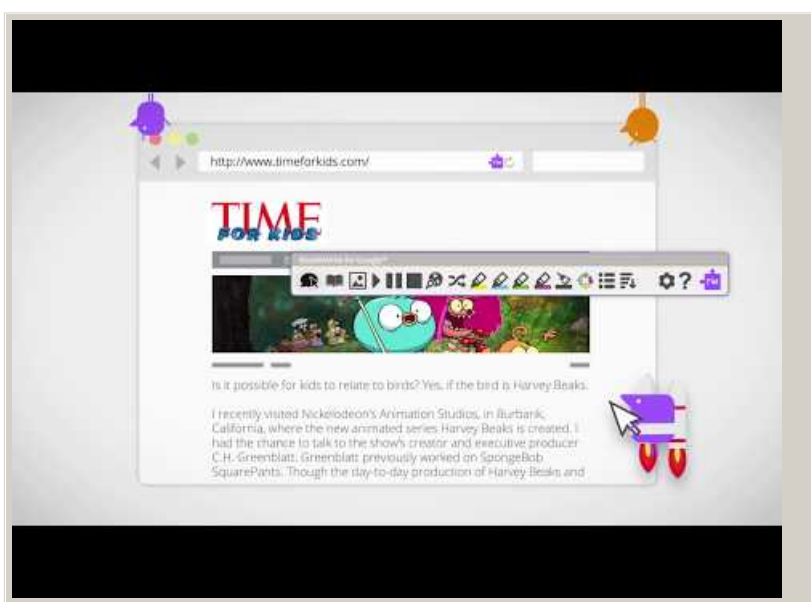 http://www.timeforkids.com/
TIME
FOR KIDS
?
Is it possible for kids to relate to birds? Yes, if the bird is Harvey Beaks.
I recently visited Nickelodeon's Animation Studios, in Burbank,
California, where the new animated series Harvey Beaks is created. I
had the chance to talk to the show's creator and executive producer
C.H. Greenblatt. Greenblatt previously worked on SpongeBob
SquarePants. Though the day-to-day production of Harvey Beaks and